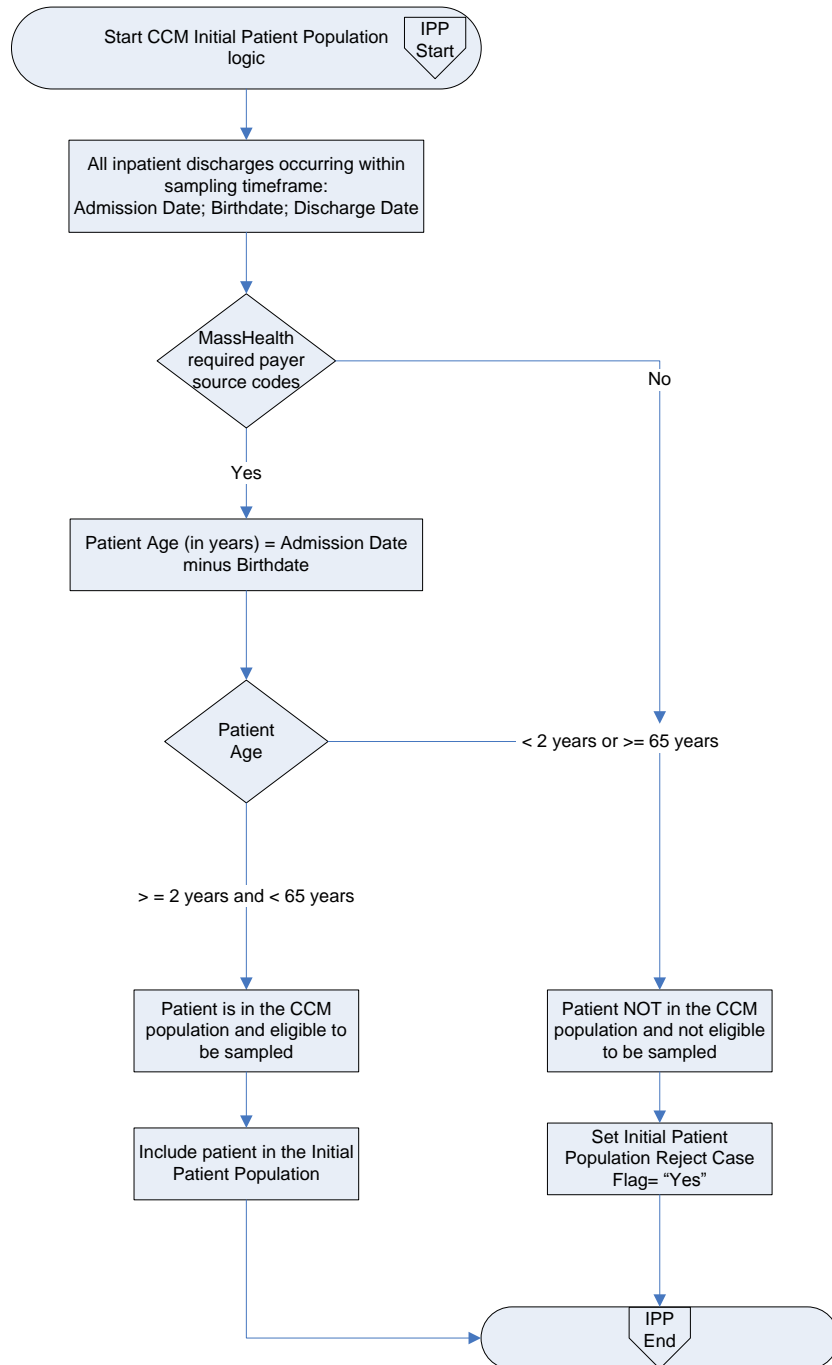 Start CCM Initial Patient Population
logic
IPP
Start
All inpatient discharges occurring within
sampling timeframe:
Admission Date; Birthdate; Discharge Date
MassHealth
required payer
source codes
No
Yes
Patient Age (in years) = Admission Date
minus Birthdate
Patient
Age
< 2 years or >= 65 years
> = 2 years and < 65 years
Patient is in the CCM
population and eligible to
be sampled
Patient NOT in the CCM
population and not eligible
to be sampled
Include patient in the Initial
Patient Population
Set Initial Patient
Population Reject Case
Flag= “Yes”
IPP
End